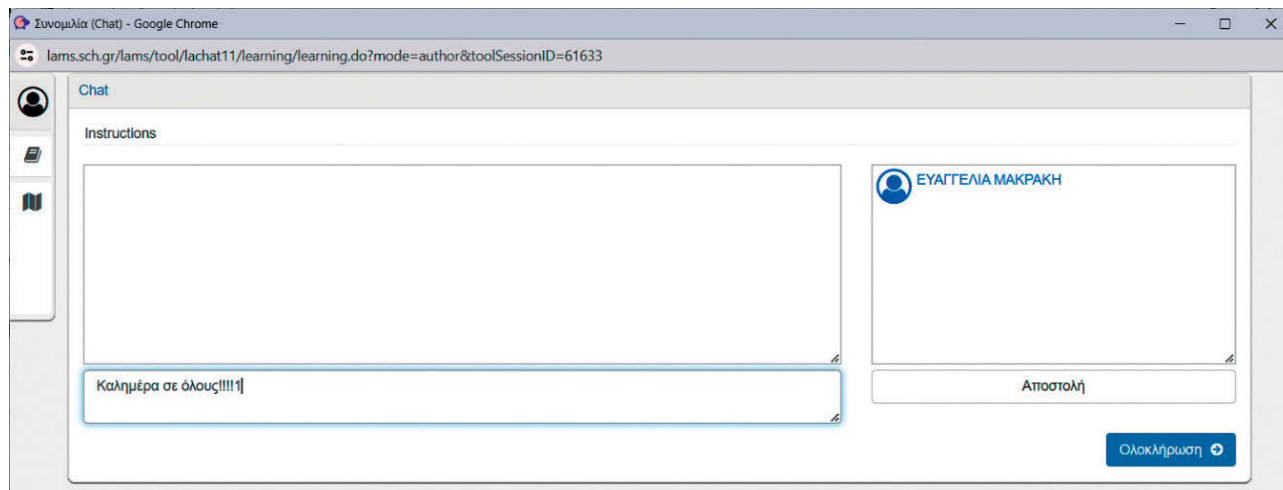 Συνομιλία (Chat) - Google Chrome
lams.sch.gr/lams/tool/lachat11/learning/learning.do?mode=author&toolSessionID=61633
Chat
Instructions
ΕΥΑΓΓΕΛΙΑ ΜΑΚΡΑΚΗ
Καλημέρα σε όλους!!!!1
Αποστολή
Ολοκλήρωση